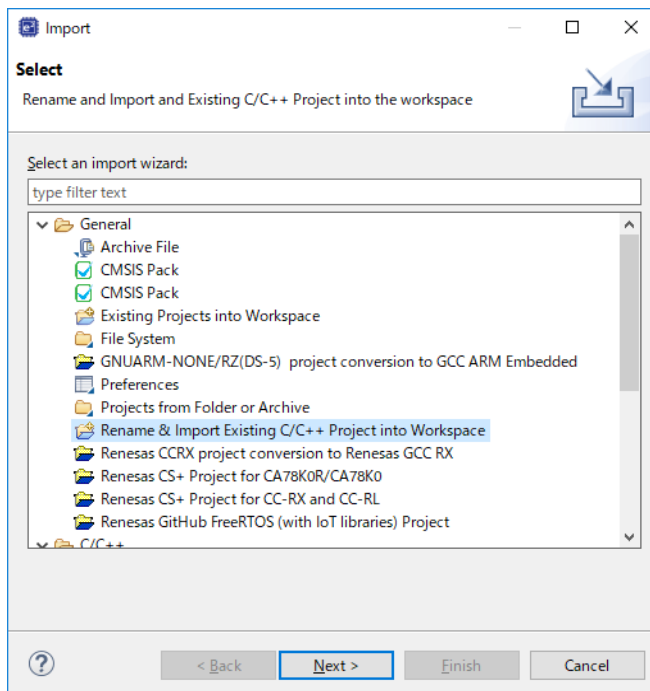 Import
Select
Rename and Import and Existing C/C++ Project into the workspace
Select an import wizard:
type filter text
General
Archive File
CMSIS Pack
CMSIS Pack
Existing Projects into Workspace
File System
GNUARM-NONE/RZ(DS-5)  project conversion to GCC ARM Embedded
Preferences
Projects from Folder or Archive
Rename & Import Existing C/C++ Project into Workspace
Renesas CCRX project conversion to Renesas GCC RX
Renesas CS+ Project for CA78K0R/CA78K0
Renesas CS+ Project for CC-RX and CC-RL
Renesas GitHub FreeRTOS (with IoT libraries) Project
C/C++
? < Back Next > Finish Cancel